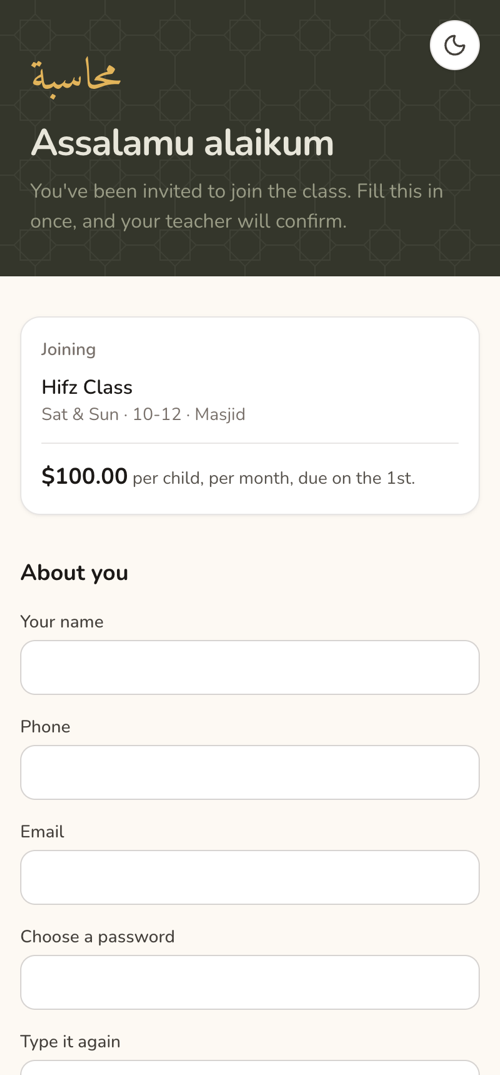 محاسبة
Assalamu alaikum
You've been invited to join the class. Fill this in
once, and your teacher will confirm.
Joining
Hifz Class
Sat & Sun · 10-12 · Masjid
$100.00 per child, per month, due on the 1st.
About you
Your name
Phone
Email
Choose a password
Type it again